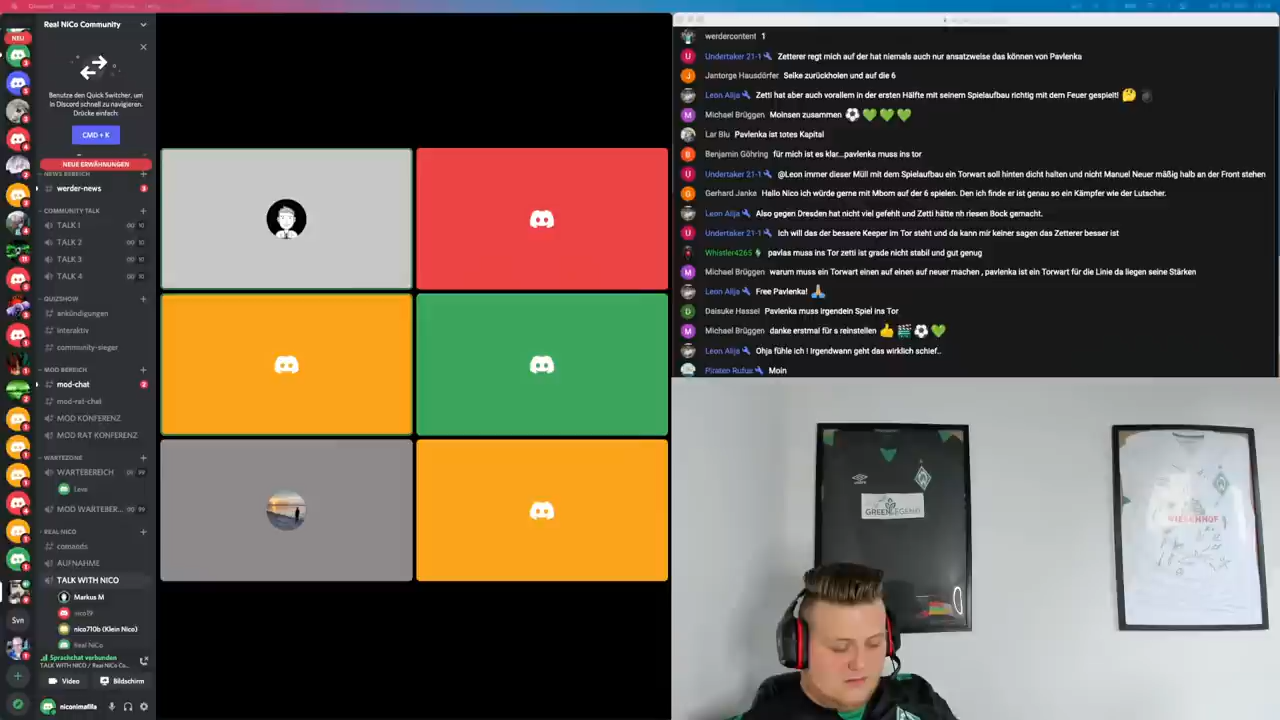 Real NiCo Community
NEU
Benutze den Quick Switcher, um
in Discord schnell zu navigieren.
Drücke einfach:
CMD + K
NEUE ERWÄHNUNGEN
NEWS BEREICH
werder-news
COMMUNITY TALK
TALK 1
TALK 2
TALK 3
TALK 4
QUIZSHOW
ankündigungen
interaktiv
community-sieger
MOD BEREICH
mod-chat
mod-rat-chat
MOD KONFERENZ
MOD RAT KONFERENZ
WARTEZONE
WARTEBEREICH
MOD WARTEBER...
REAL NICO
comands
AUFNAHME
TALK WITH NICO
Markus M
nico19
nico710b (Klein Nico)
Real NiCo
Sprachchat verbunden
TALK WITH NICO / Real NiCo Co...
Video
Bildschirm
niconimafila
Svn
werdercontent 1
Undertaker 21-1 Zetterer regt mich auf der hat niemals auch nur ansatzweise das können von Pavlenka
Jantorge Hausdörfer Selke zurückholen und auf die 6
Leon Alija Zetti hat aber auch vorallem in der ersten Hälfte mit seinem Spielaufbau richtig mit dem Feuer gespielt!
Michael Brüggen Moinsen zusammen
Lar Blu Pavlenka ist totes Kapital
Benjamin Göhring für mich ist es klar...pavlenka muss ins tor
Undertaker 21-1 @Leon immer dieser Müll mit dem Spielaufbau ein Torwart soll hinten dicht halten und nicht Manuel Neuer mäßig halb an der Front stehen
Gerhard Janka Hallo Nico ich würde gerne mit Mbom auf der 6 spielen. Den ich finde er ist genau so ein Kämpfer wie der Lutscher.
Leon Alija Also gegen Dresden hat nicht viel gefehlt und Zetti hätte nh riesen Bock gemacht.
Undertaker 21-1 Ich will das der bessere Keeper im Tor steht und da kann mir keiner sagen das Zetterer besser ist
Whistler4265 pavlas muss ins Tor zetti ist grade nicht stabil und gut genug
Michael Brüggen warum muss ein Torwart einen auf einen auf neuer machen , pavlenka ist ein Torwart für die Linie da liegen seine Stärken
Leon Alija Free Pavlenka!
Daisuke Hassel Pavlenka muss irgendein Spiel ins Tor
Michael Brüggen danke erstmal für s reinstellen
Leon Alija Ohja fühle ich ! Irgendwann geht das wirklich schief..
Piraten Rufus Moin
GREEN LEGEND
WIESENHOF